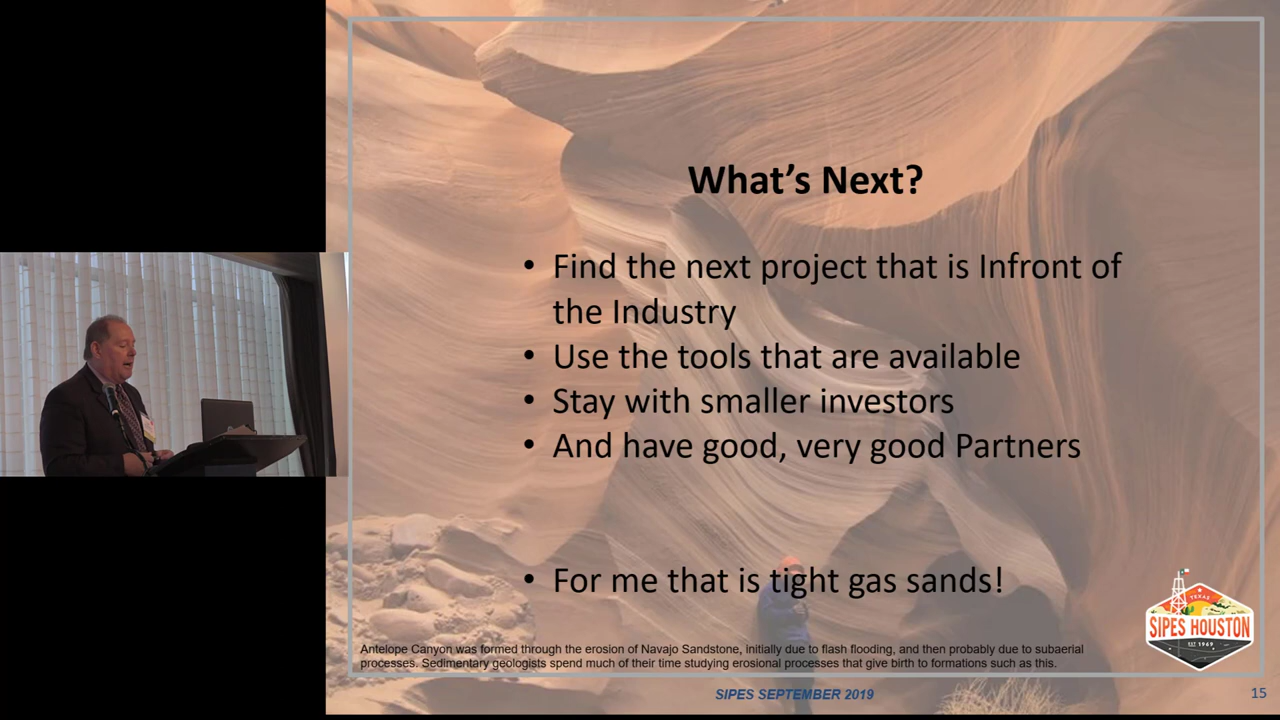 What's Next?
• Find the next project that is Infront of
the Industry
• Use the tools that are available
• Stay with smaller investors
• And have good, very good Partners
• For me that is tight gas sands!
Antelope Canyon was formed through the erosion of Navajo Sandstone, initially due to flash flooding, and then probably due to subaerial
processes. Sedimentary geologists spend much of their time studying erosional processes that give birth to formations such as this.
TEXAS
SIPES HOUSTON
EST 1949
SIPES SEPTEMBER 2019
15